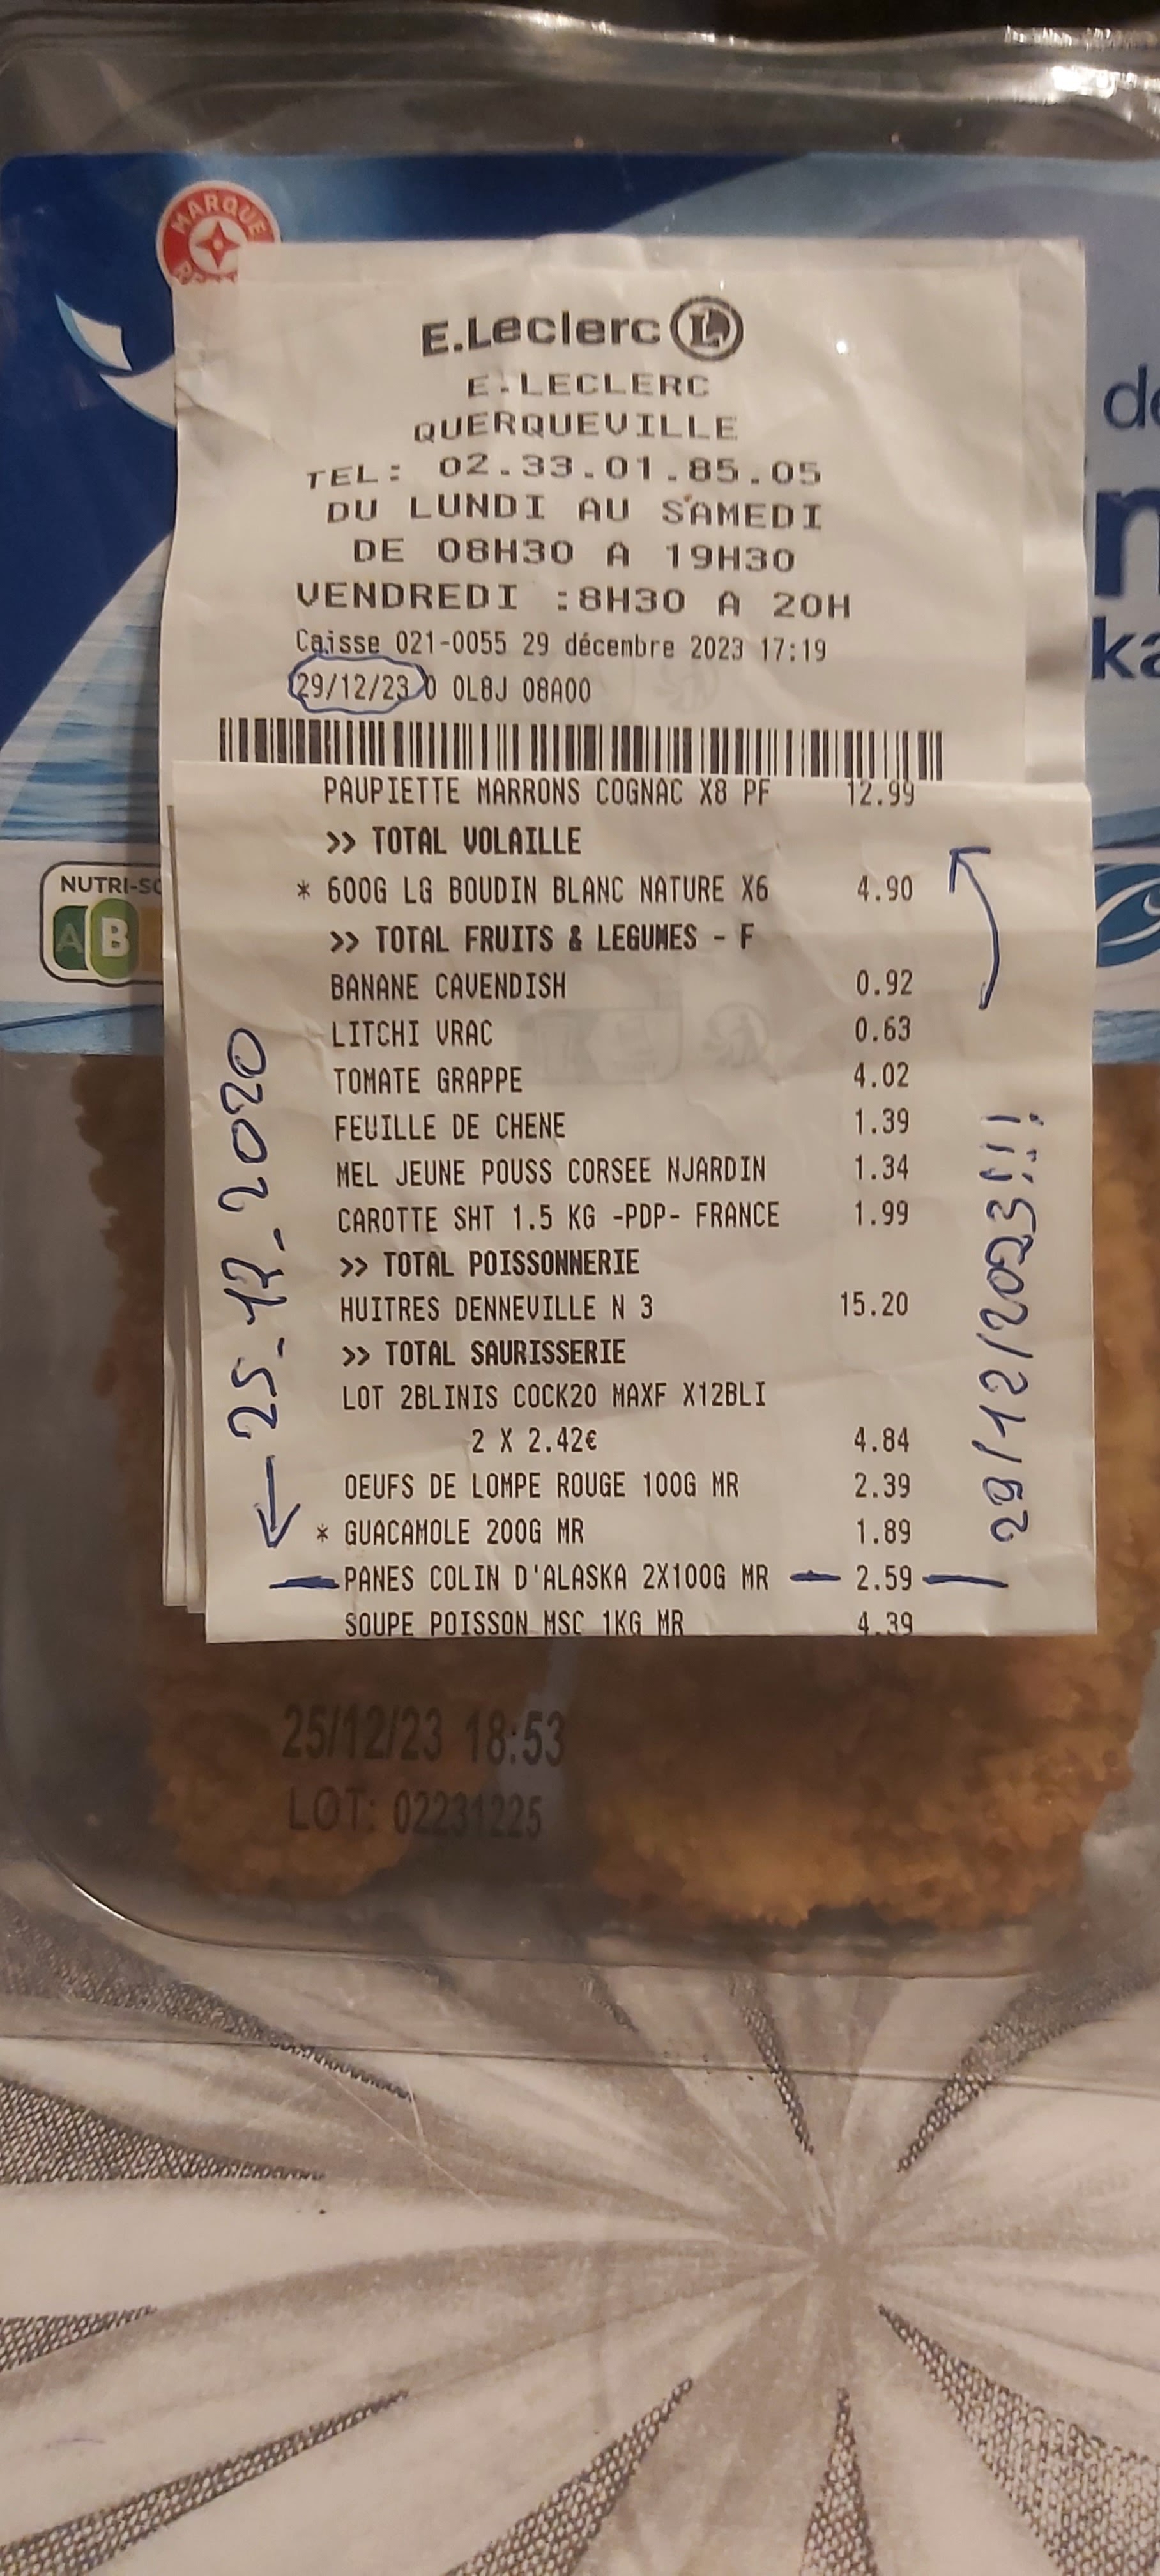 MARQUE
E.Leclerc L
E.LECLERC
QUERQUEVILLE
TEL: 02.33.01.85.05
DU LUNDI AU SAMEDI
DE 08H30 A 19H30
VENDREDI :8H30 A 20H
Caisse 021-0055 29 décembre 2023 17:19
29/12/23 0 OL8J 08A00
PAUPIETTE MARRONS COGNAC X8 PF 12.99
>> TOTAL VOLAILLE
* 600G LG BOUDIN BLANC NATURE X6 4.90
>> TOTAL FRUITS & LEGUMES - F
BANANE CAVENDISH 0.92
LITCHI VRAC 0.63
TOMATE GRAPPE 4.02
FEUILLE DE CHENE 1.39
MEL JEUNE POUSS CORSEE NJARDIN 1.34
CAROTTE SHT 1.5 KG -PDP- FRANCE 1.99
>> TOTAL POISSONNERIE
HUITRES DENNEVILLE N 3 15.20
>> TOTAL SAURISSERIE
LOT 2BLINIS COCK20 MAXF X12BLI
2 X 2.42€ 4.84
OEUFS DE LOMPE ROUGE 100G MR 2.39
* GUACAMOLE 200G MR 1.89
PANES COLIN D'ALASKA 2X100G MR 2.59
SOUPE POISSON MSC 1KG MR 4.39
25-12-2020
29/12/2023!!!
NUTRI-SC
A B
de
n
ka
25/12/23 18:53
LOT: 02231225